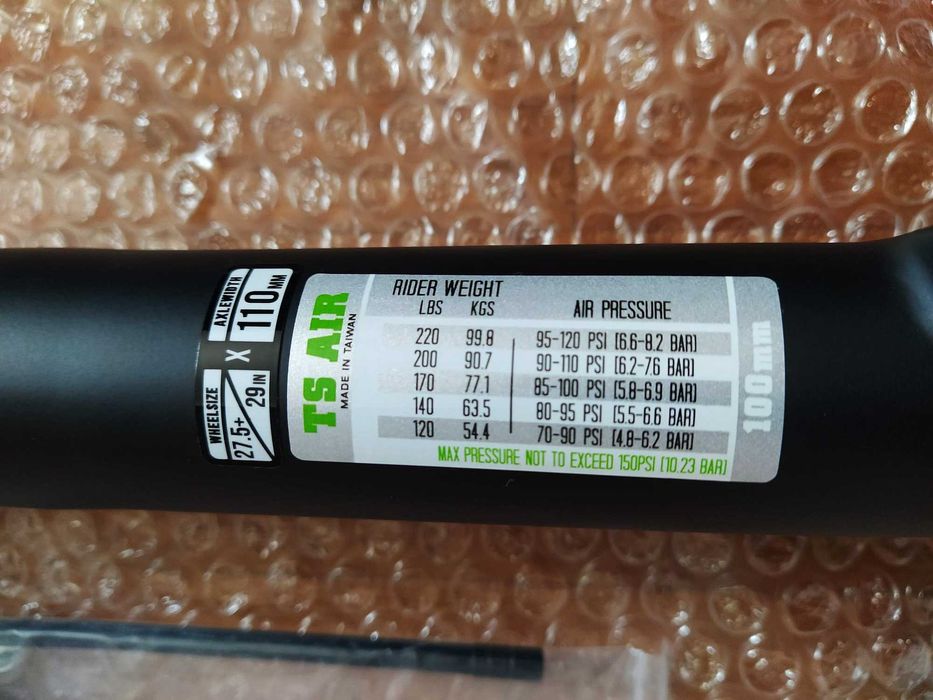 WHEELSIZE
27.5+ / 29 IN
X
AXLEWIDTH
110 MM
TS AIR
MADE IN TAIWAN
RIDER WEIGHT
LBS KGS AIR PRESSURE
220 99.8 95-120 PSI [6.6-8.2 BAR]
200 90.7 90-110 PSI [6.2-7.6 BAR]
170 77.1 85-100 PSI [5.8-6.9 BAR]
140 63.5 80-95 PSI [5.5-6.6 BAR]
120 54.4 70-90 PSI [4.8-6.2 BAR]
MAX PRESSURE NOT TO EXCEED 150PSI [10.23 BAR]
100mm